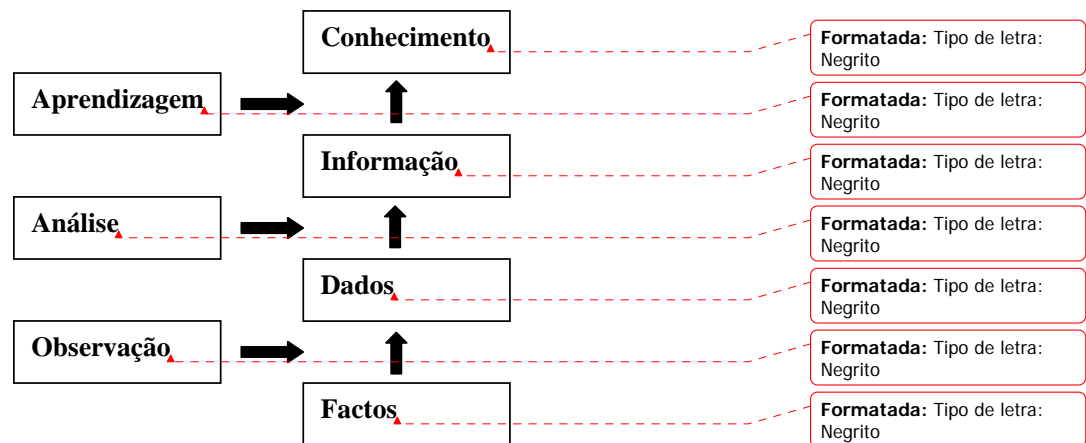 Conhecimento
Formatada: Tipo de letra:
Negrito
Aprendizagem
Formatada: Tipo de letra:
Negrito
Informação
Formatada: Tipo de letra:
Negrito
Análise
Formatada: Tipo de letra:
Negrito
Dados
Formatada: Tipo de letra:
Negrito
Observação
Formatada: Tipo de letra:
Negrito
Factos
Formatada: Tipo de letra:
Negrito